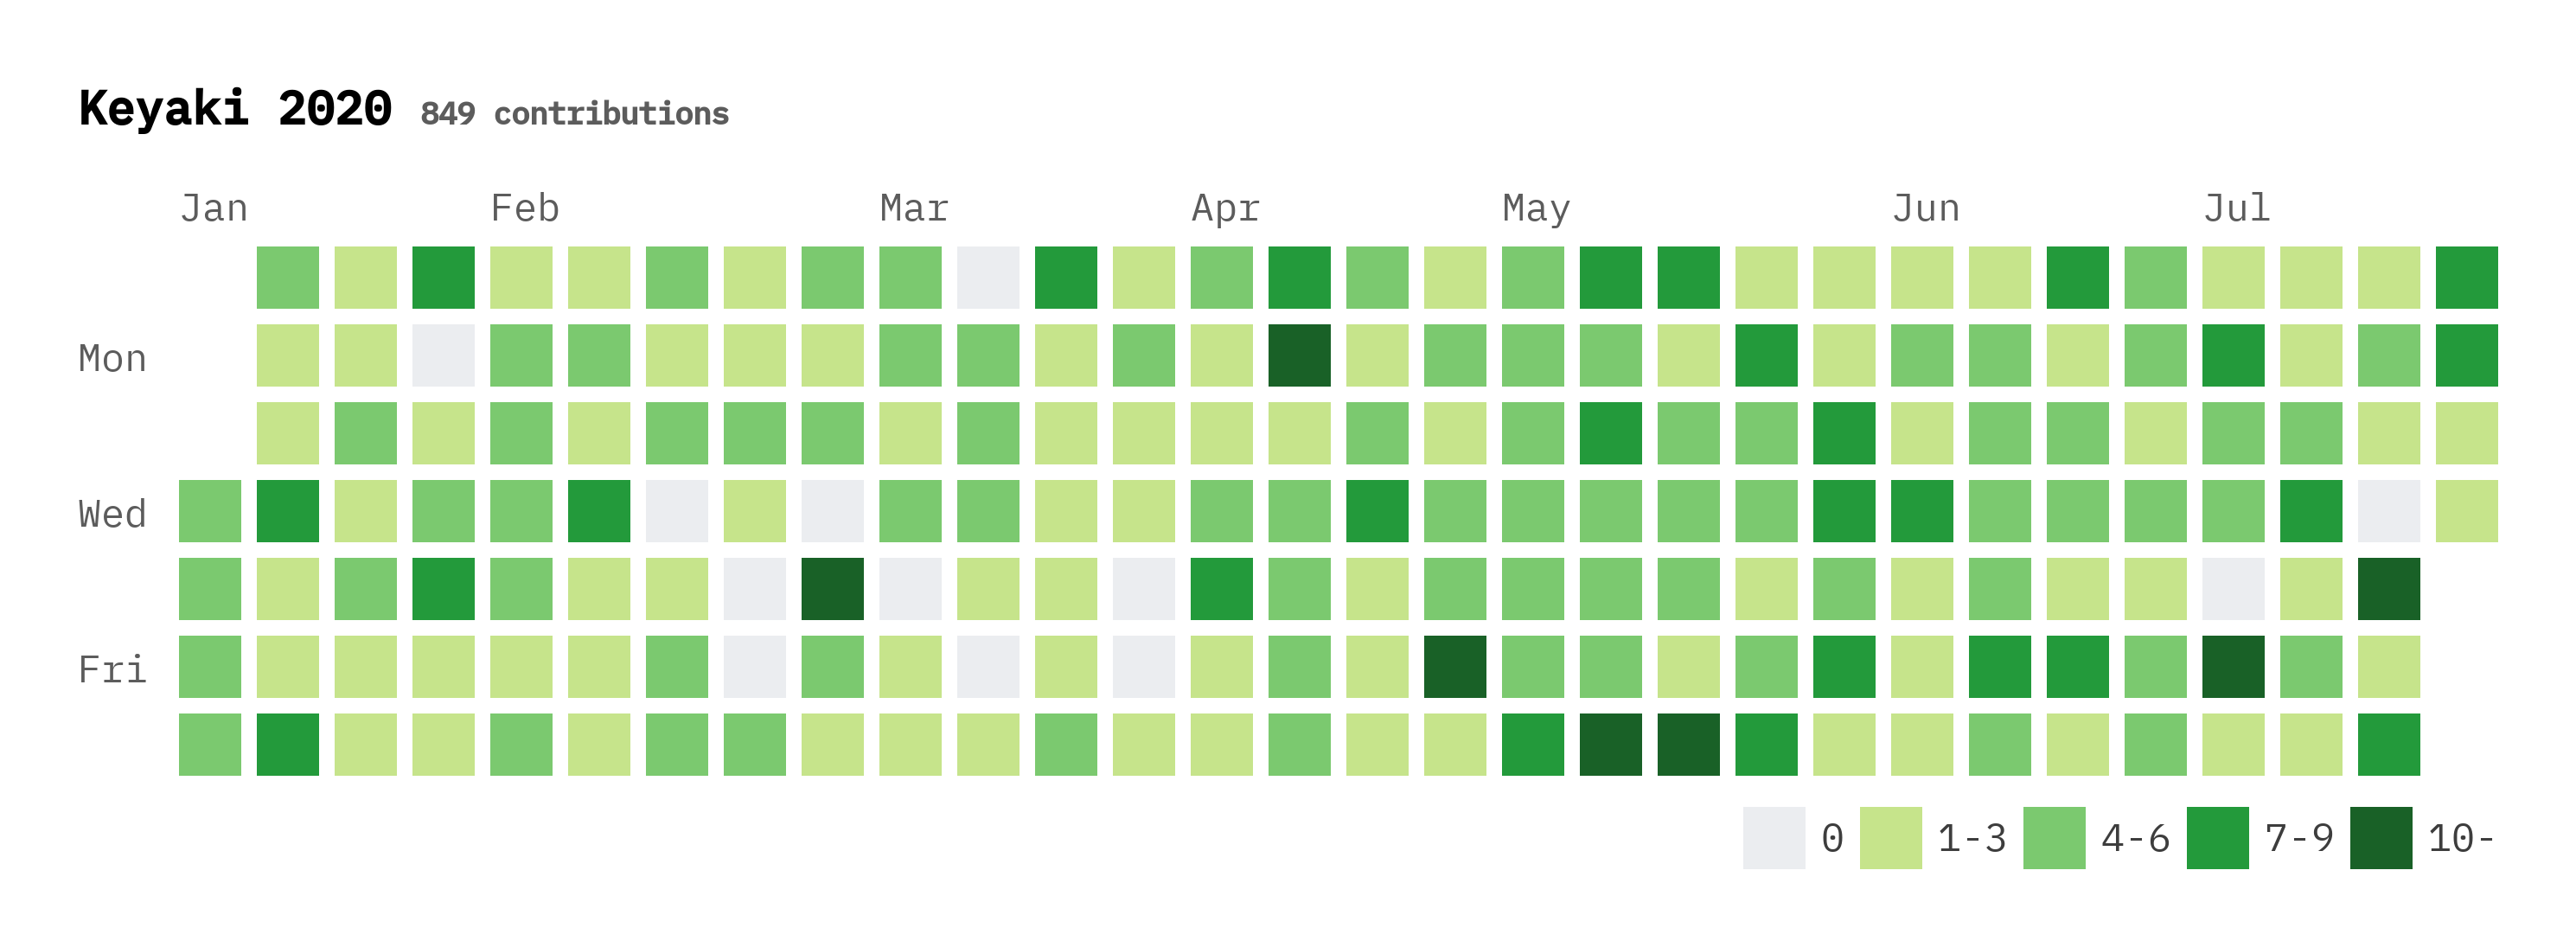 Keyaki 2020 849 contributions
Jan Feb Mar Apr May Jun Jul
Mon
Wed
Fri
0 1-3 4-6 7-9 10-